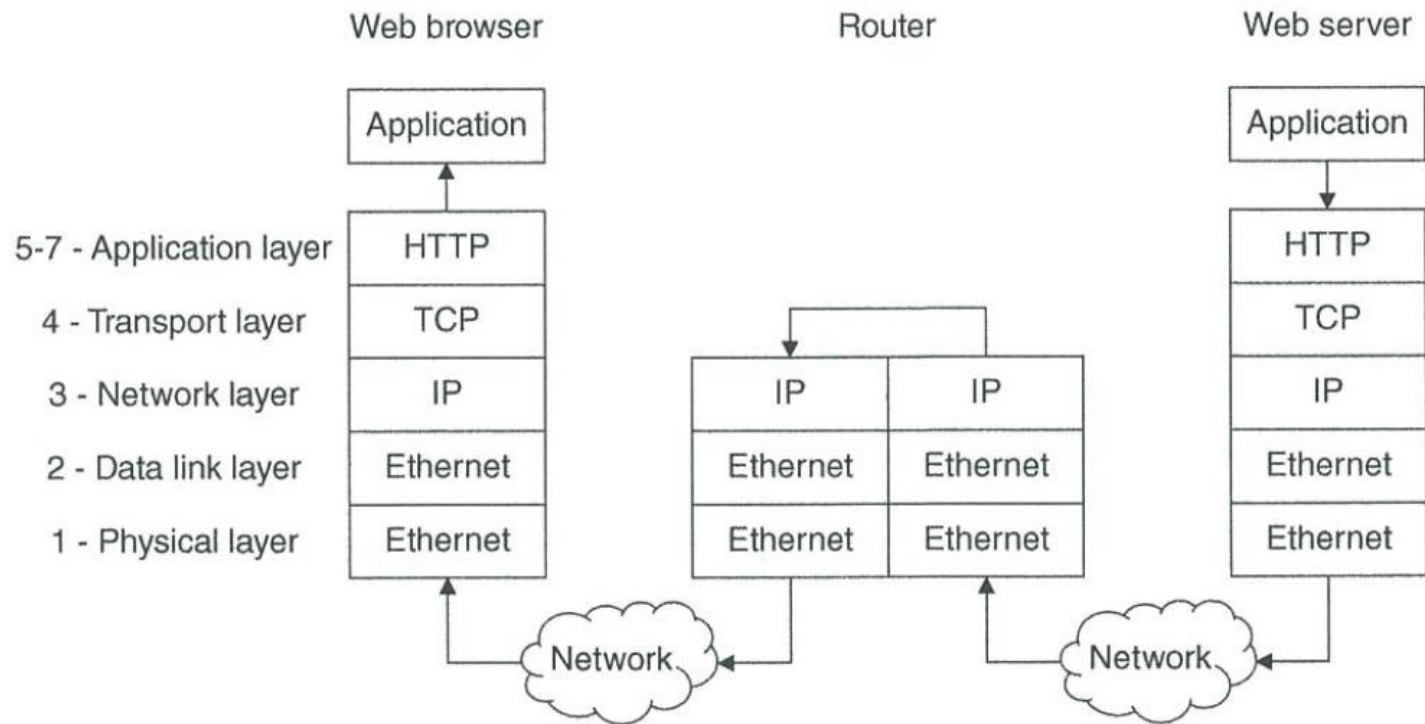 Web browser
Router
Web server
Application
Application
5-7 - Application layer
HTTP
HTTP
4 - Transport layer
TCP
TCP
3 - Network layer
IP
IP
IP
IP
2 - Data link layer
Ethernet
Ethernet
Ethernet
Ethernet
1 - Physical layer
Ethernet
Ethernet
Ethernet
Ethernet
Network
Network